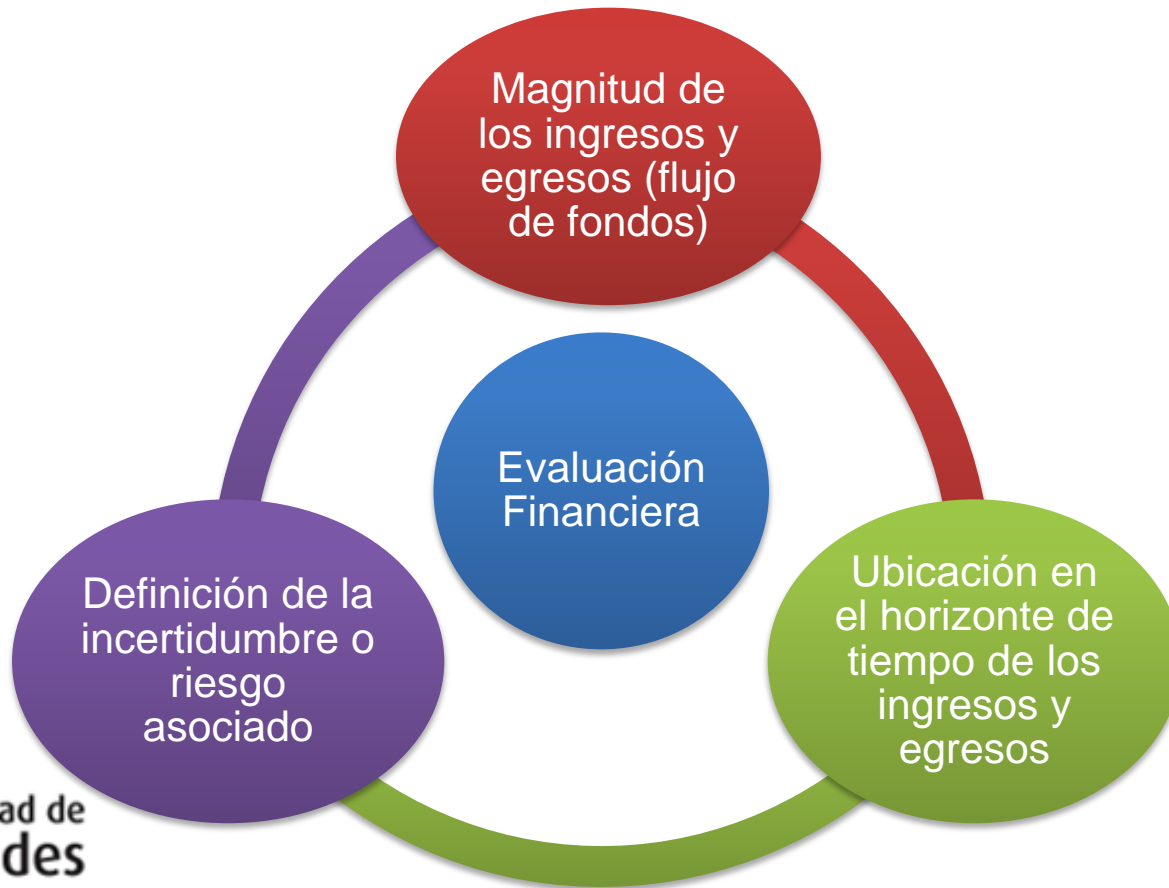 Magnitud de
los ingresos y
egresos (flujo
de fondos)
Evaluación
Financiera
Definición de la
incertidumbre o
riesgo
asociado
Ubicación en
el horizonte de
tiempo de los
ingresos y
egresos
ad de
des